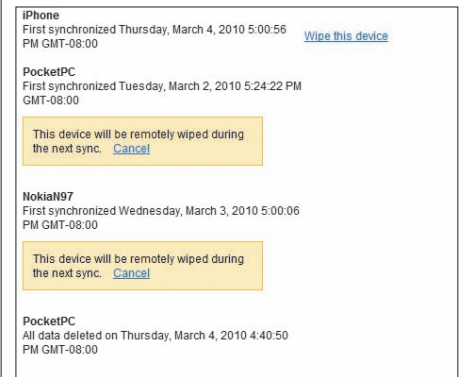 iPhone
First synchronized Thursday, March 4, 2010 5:00:56
PM GMT-08:00
Wipe this device
PocketPC
First synchronized Tuesday, March 2, 2010 5:24:22 PM
GMT-08:00
This device will be remotely wiped during
the next sync. Cancel
NokiaN97
First synchronized Wednesday, March 3, 2010 5:00:06
PM GMT-08:00
This device will be remotely wiped during
the next sync. Cancel
PocketPC
All data deleted on Thursday, March 4, 2010 4:40:50
PM GMT-08:00